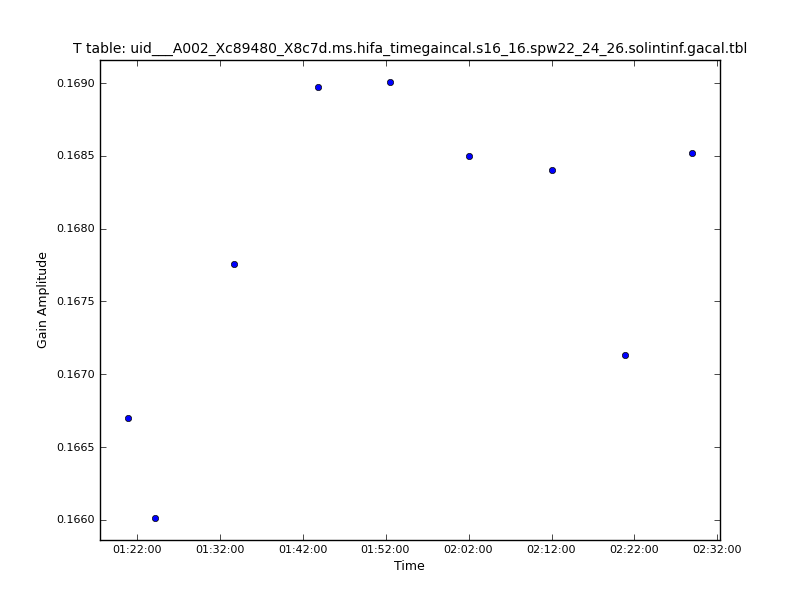 T table: uid___A002_Xc89480_X8c7d.ms.hifa_timegaincal.s16_16.spw22_24_26.solintinf.gacal.tbl
0.1690
0.1685
0.1680
0.1675
0.1670
0.1665
0.1660
Gain Amplitude
01:22:00 01:32:00 01:42:00 01:52:00 02:02:00 02:12:00 02:22:00 02:32:00
Time